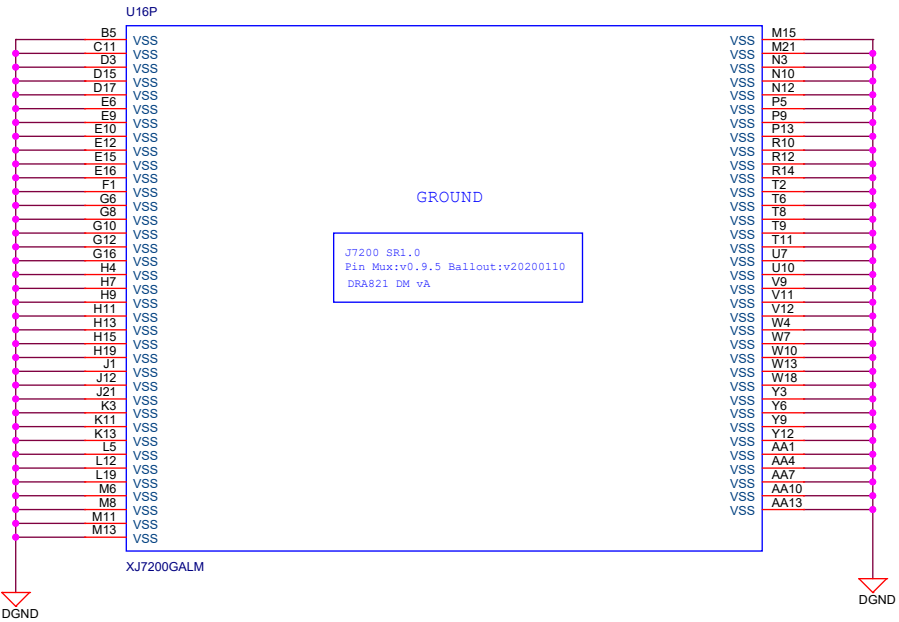 U16P
B5 VSS VSS M15
C11 VSS VSS M21
D3 VSS VSS N3
D15 VSS VSS N10
D17 VSS VSS N12
E6 VSS VSS P5
E9 VSS VSS P9
E10 VSS VSS P13
E12 VSS VSS R10
E15 VSS VSS R12
E16 VSS VSS R14
F1 VSS VSS T2
G6 VSS VSS T6
G8 VSS VSS T8
G10 VSS VSS T9
G12 VSS VSS T11
G16 VSS VSS U7
H4 VSS VSS U10
H7 VSS VSS V9
H9 VSS VSS V11
H11 VSS VSS V12
H13 VSS VSS W4
H15 VSS VSS W7
H19 VSS VSS W10
J1 VSS VSS W13
J12 VSS VSS W18
J21 VSS VSS Y3
K3 VSS VSS Y6
K11 VSS VSS Y9
K13 VSS VSS Y12
L5 VSS VSS AA1
L12 VSS VSS AA4
L19 VSS VSS AA7
M6 VSS VSS AA10
M8 VSS VSS AA13
M11 VSS
M13 VSS
GROUND
J7200 SR1.0
Pin Mux:v0.9.5 Ballout:v20200110
DRA821 DM vA
XJ7200GALM
DGND
DGND